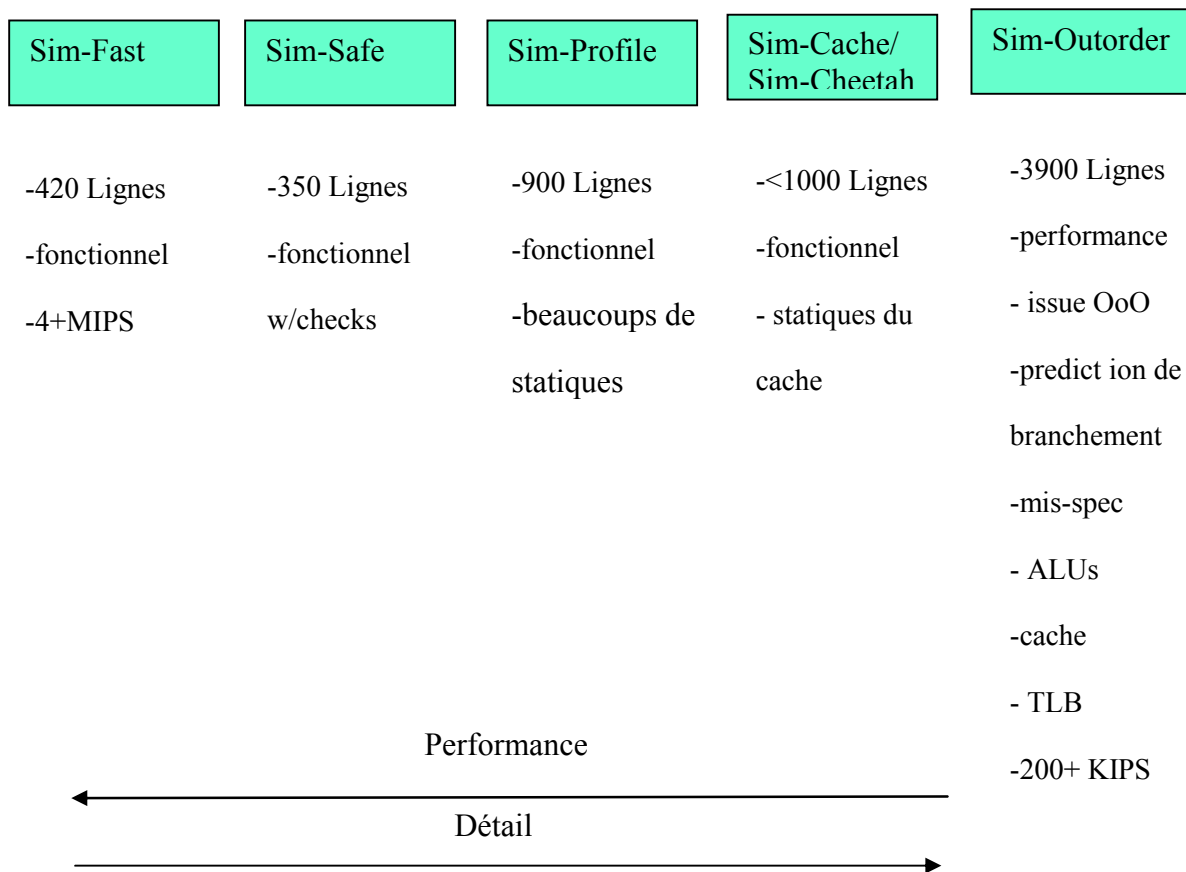 Sim-Fast
-420 Lignes
-fonctionnel
-4+MIPS
Sim-Safe
-350 Lignes
-fonctionnel
w/checks
Sim-Profile
-900 Lignes
-fonctionnel
-beaucoups de
statiques
Sim-Cache/
Sim-Cheetah
-<1000 Lignes
-fonctionnel
- statiques du
cache
Sim-Outorder
-3900 Lignes
-performance
- issue OoO
-predict ion de
branchement
-mis-spec
- ALUs
-cache
- TLB
-200+ KIPS
Performance
Détail